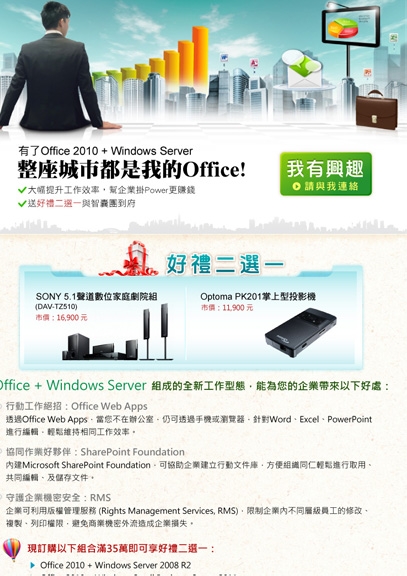 有了Office 2010 + Windows Server
整座城市都是我的Office!
大幅提升工作效率，幫企業掛Power更賺錢
送好禮二選一與智囊團到府
我有興趣
請與我連絡
好禮二選一
SONY 5.1聲道數位家庭劇院組
(DAV-TZ510)
市價：16,900 元
Optoma PK201掌上型投影機
市價：11,900 元
Office + Windows Server 組成的全新工作型態，能為您的企業帶來以下好處：
行動工作絕招：Office Web Apps
透過Office Web Apps，當您不在辦公室，仍可透過手機或瀏覽器，針對Word、Excel、PowerPoint
進行編輯，輕鬆維持相同工作效率。
協同作業好夥伴：SharePoint Foundation
內建Microsoft SharePoint Foundation，可協助企業建立行動文件庫，方便組織同仁輕鬆進行取用、
共同編輯、及儲存文件。
守護企業機密安全：RMS
企業可利用版權管理服務 (Rights Management Services, RMS)，限制企業內不同層級員工的修改、
複製、列印權限，避免商業機密外流造成企業損失。
現訂購以下組合滿35萬即可享好禮二選一：
Office 2010 + Windows Server 2008 R2